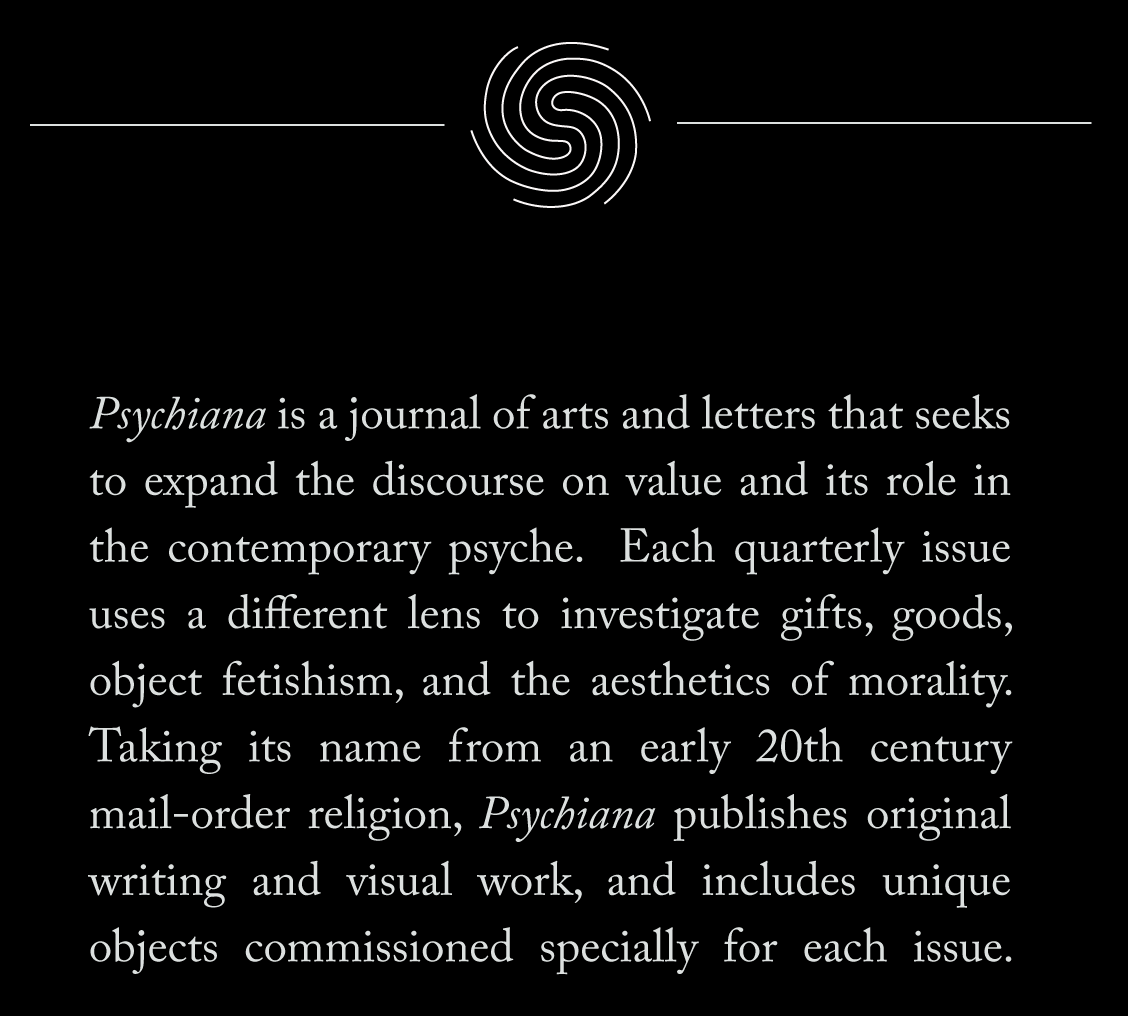 Psychiana is a journal of arts and letters that seeks
to expand the discourse on value and its role in
the contemporary psyche.  Each quarterly issue
uses a different lens to investigate gifts, goods,
object fetishism, and the aesthetics of morality.
Taking its name from an early 20th century
mail-order religion, Psychiana publishes original
writing and visual work, and includes unique
objects commissioned specially for each issue.